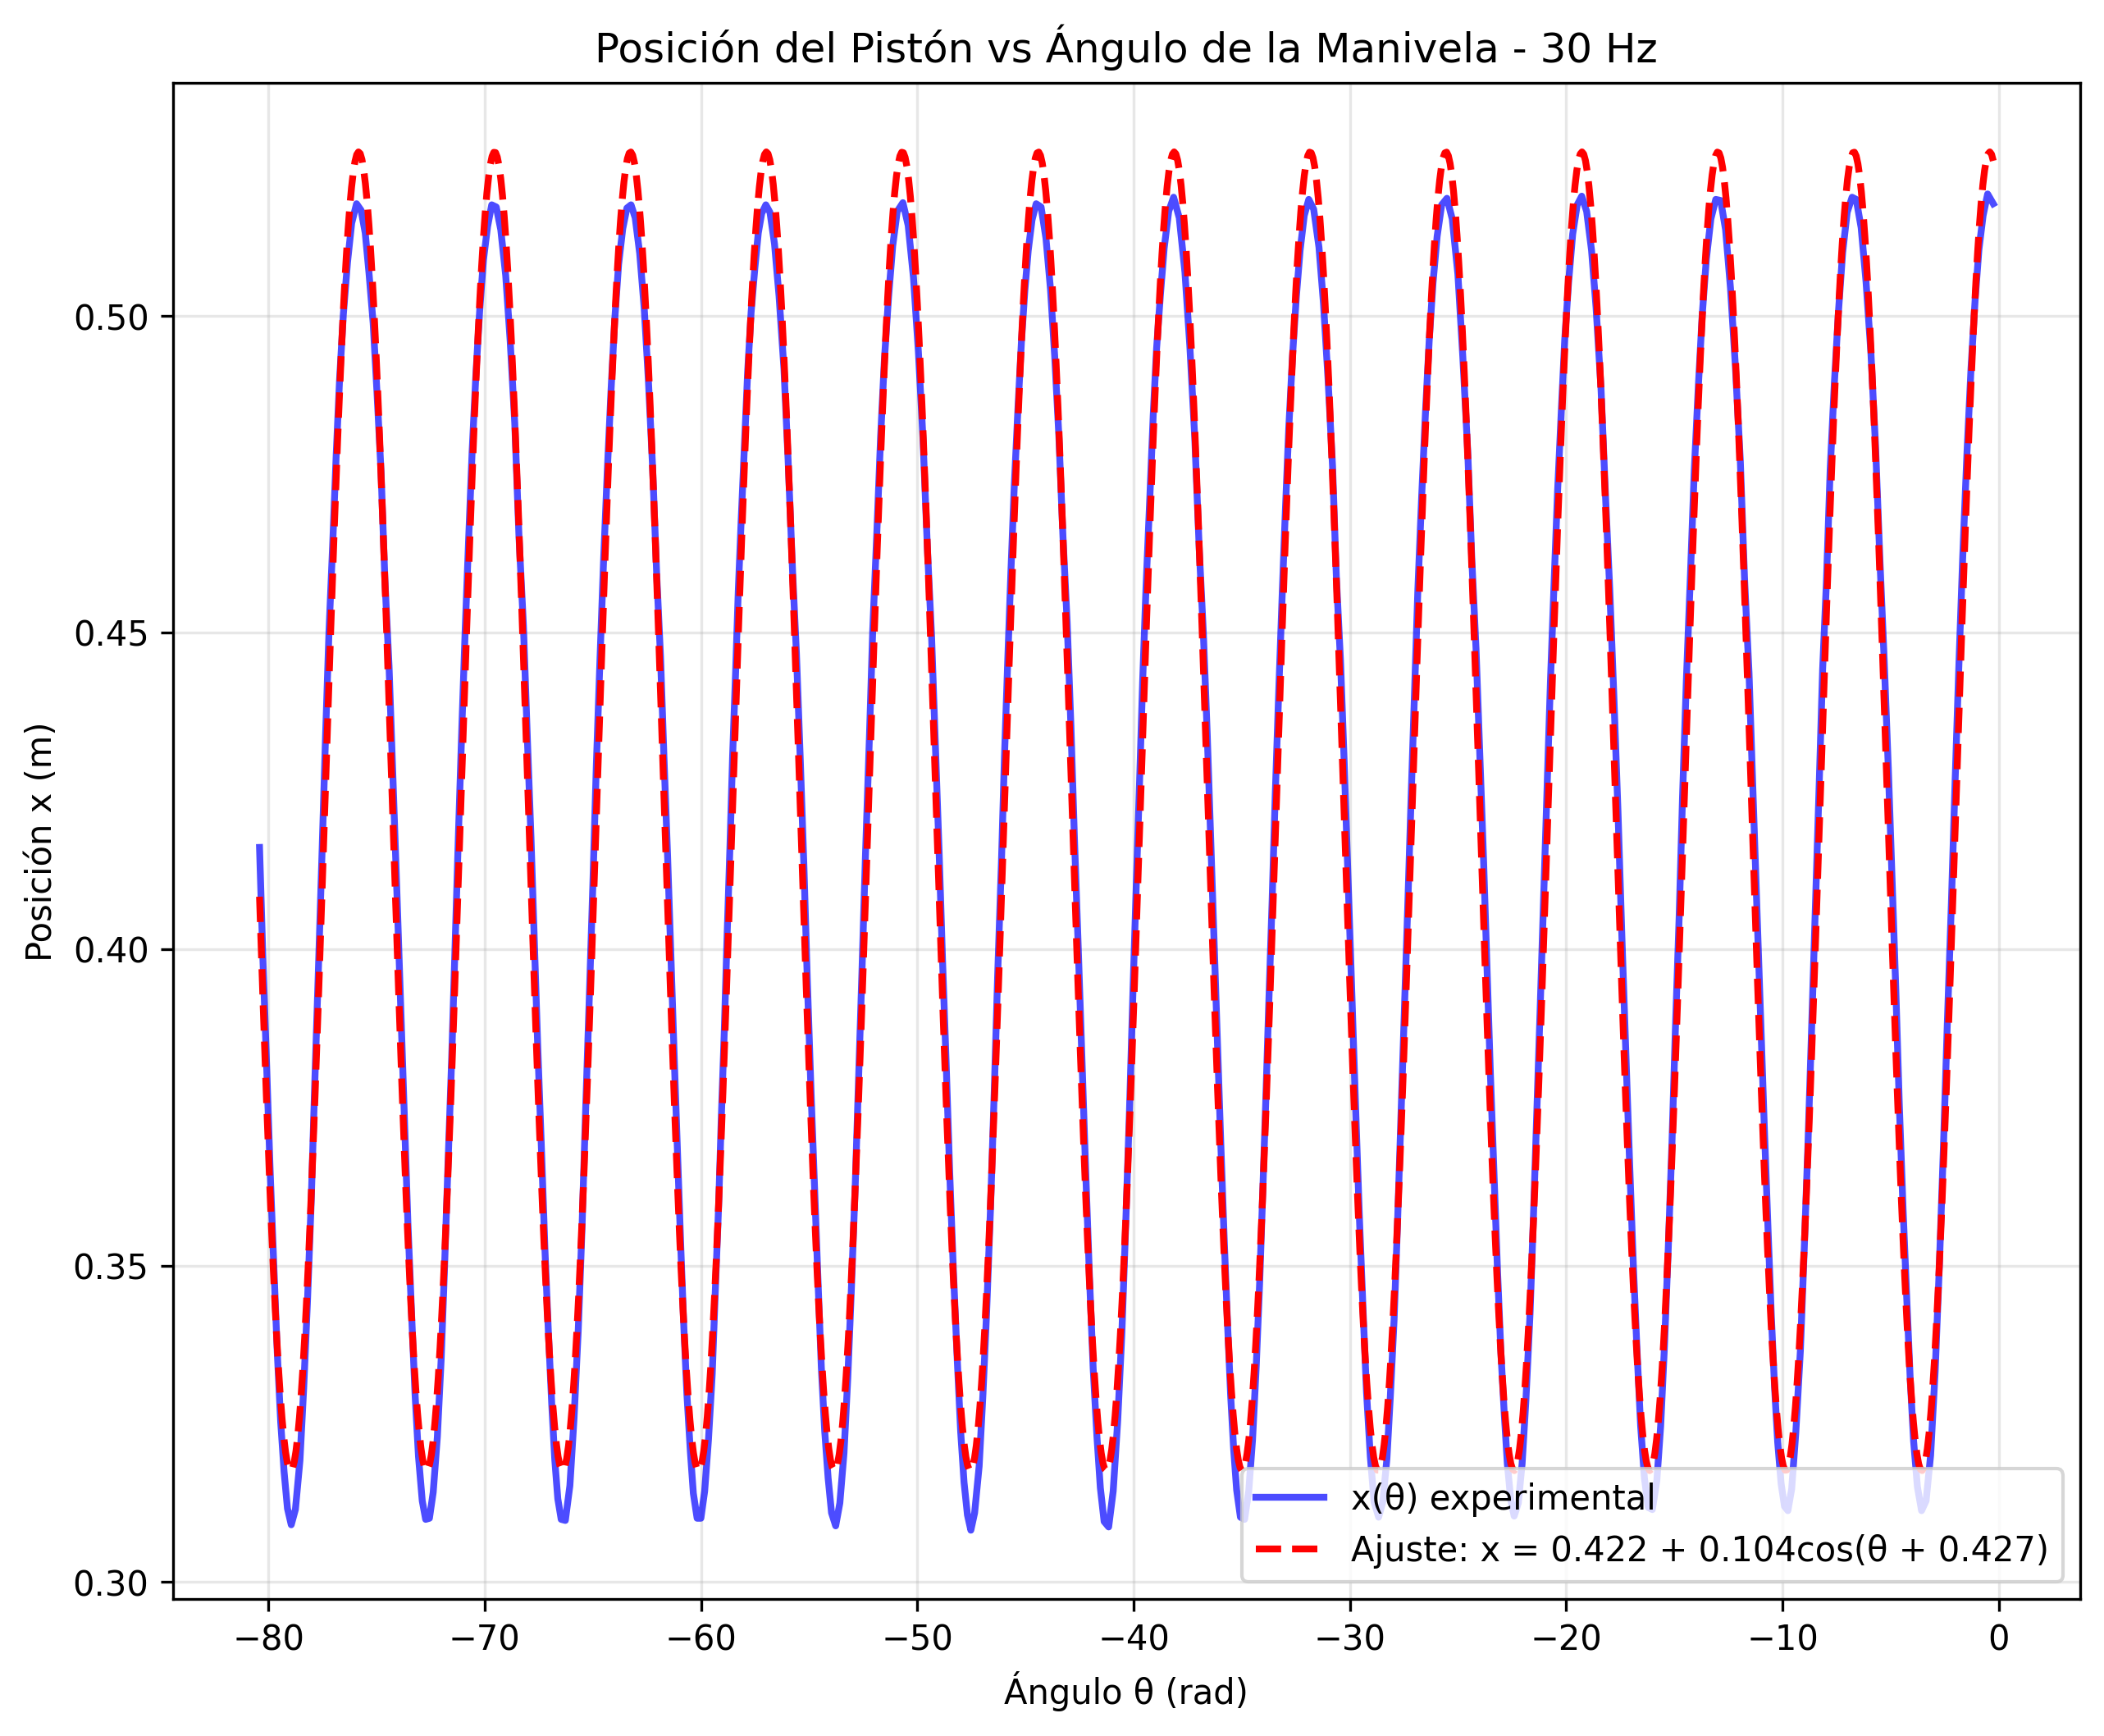 Posición del Pistón vs Ángulo de la Manivela - 30 Hz
Posición x (m)
0.50
0.45
0.40
0.35
0.30
−80 −70 −60 −50 −40 −30 −20 −10 0
Ángulo θ (rad)
x(θ) experimental
Ajuste: x = 0.422 + 0.104cos(θ + 0.427)